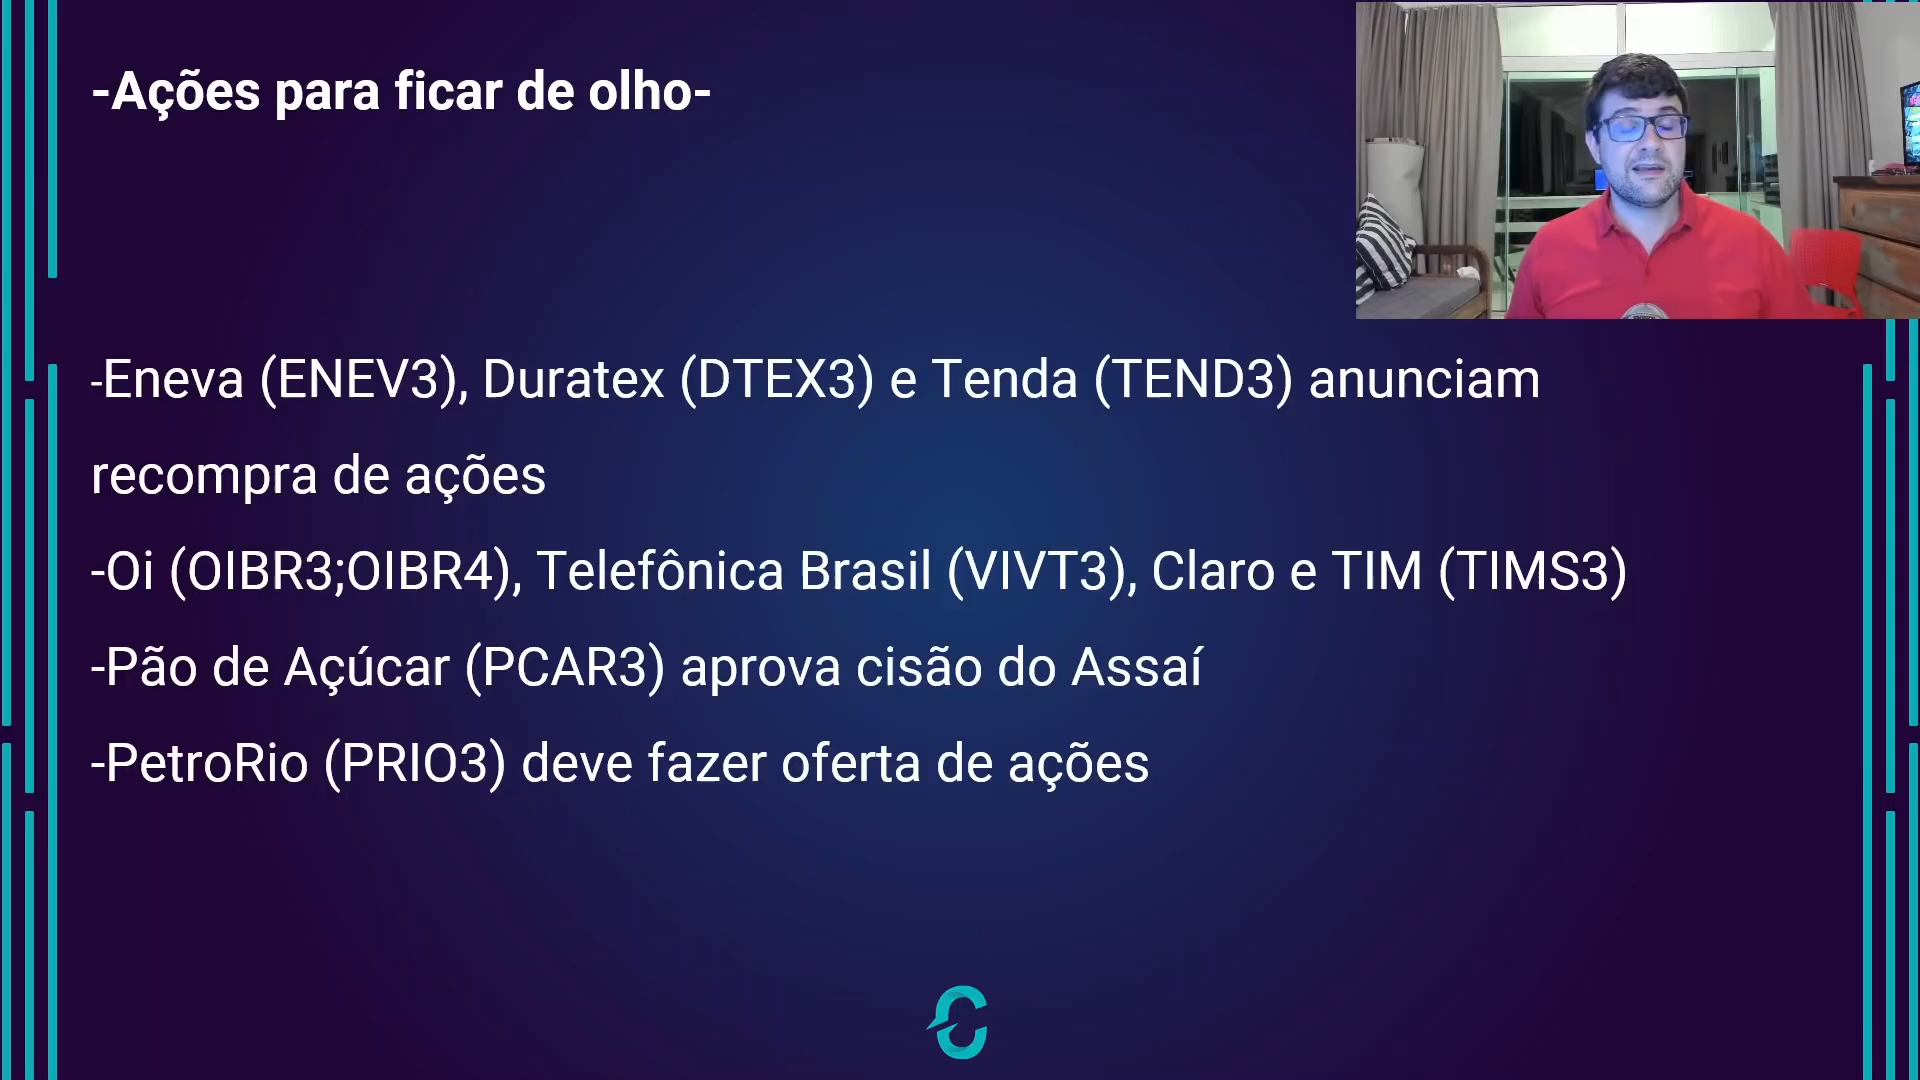 -Ações para ficar de olho-
-Eneva (ENEV3), Duratex (DTEX3) e Tenda (TEND3) anunciam
recompra de ações
-Oi (OIBR3;OIBR4), Telefônica Brasil (VIVT3), Claro e TIM (TIMS3)
-Pão de Açúcar (PCAR3) aprova cisão do Assaí
-PetroRio (PRIO3) deve fazer oferta de ações